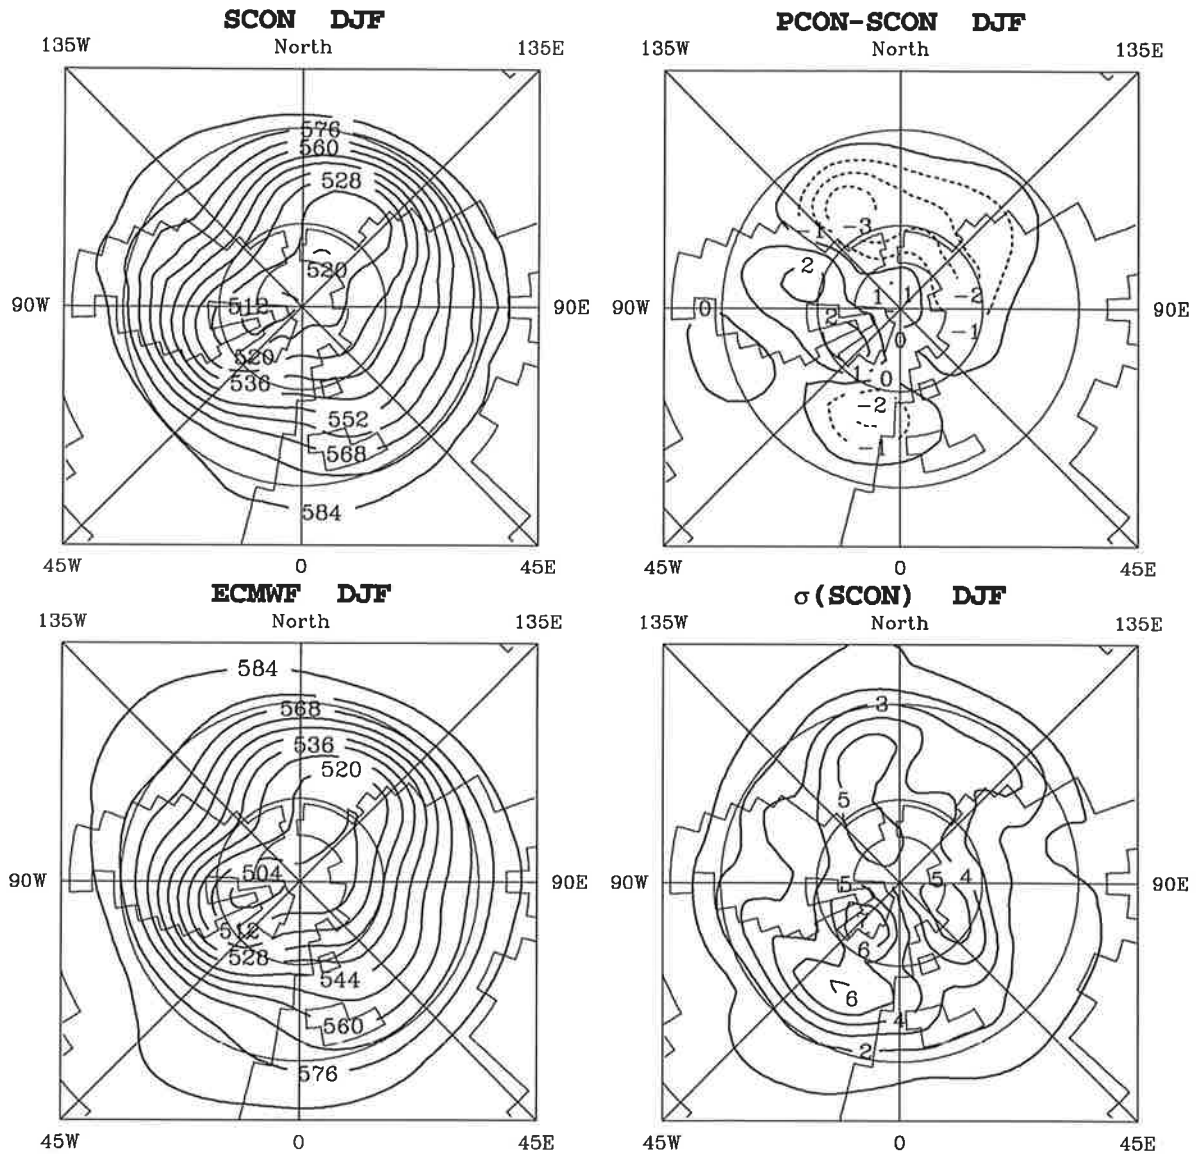 SCON DJF
135W North 135E
576
560
528
520
512
90W 90E
520
536
552
568
584
45W 0 45E
PCON-SCON DJF
135W North 135E
-1 -3
2
1 1 -2
90W 0 90E
2
-1
0
1 0
-2
-1
45W 0 45E
ECMWF DJF
135W North 135E
584
568
536
520
504
90W 90E
512
528
544
560
576
45W 0 45E
σ(SCON) DJF
135W North 135E
3
5
5 5 4
90W 90E
6
6
4
2
45W 0 45E